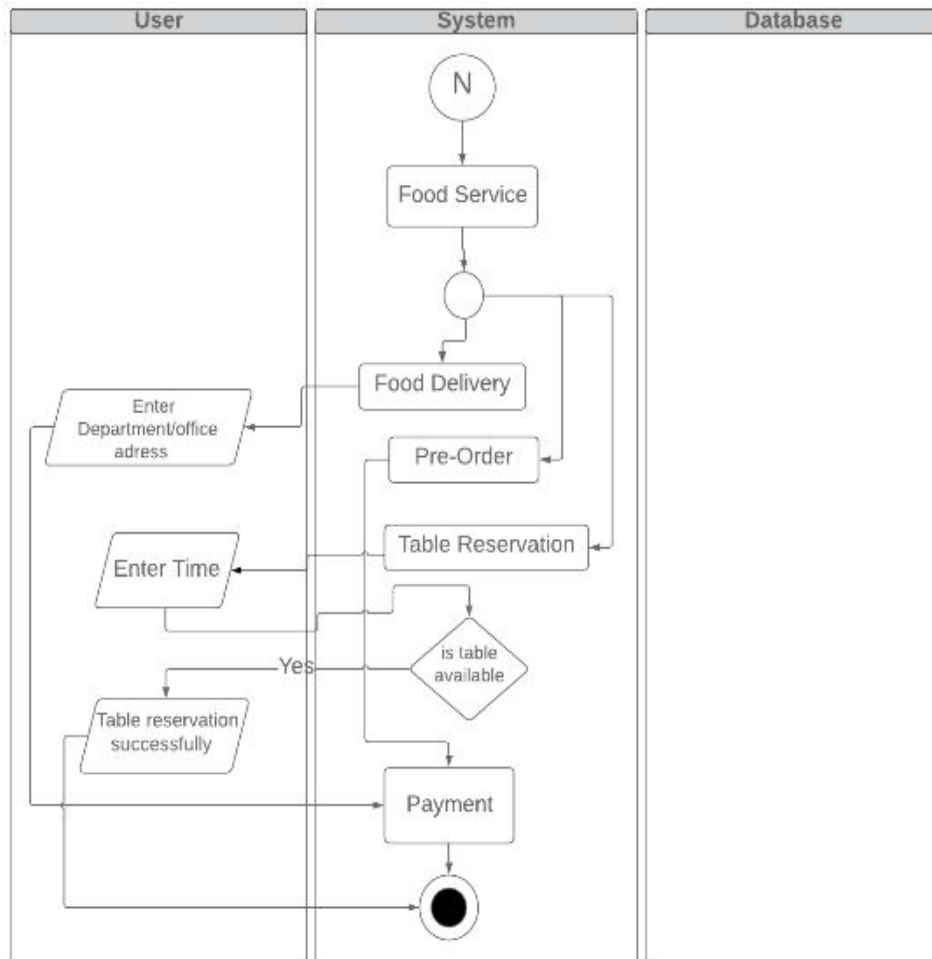 User
System
Database
N
Food Service
Food Delivery
Enter
Department/office
adress
Pre-Order
Table Reservation
Enter Time
is table
available
Yes
Table reservation
successfully
Payment